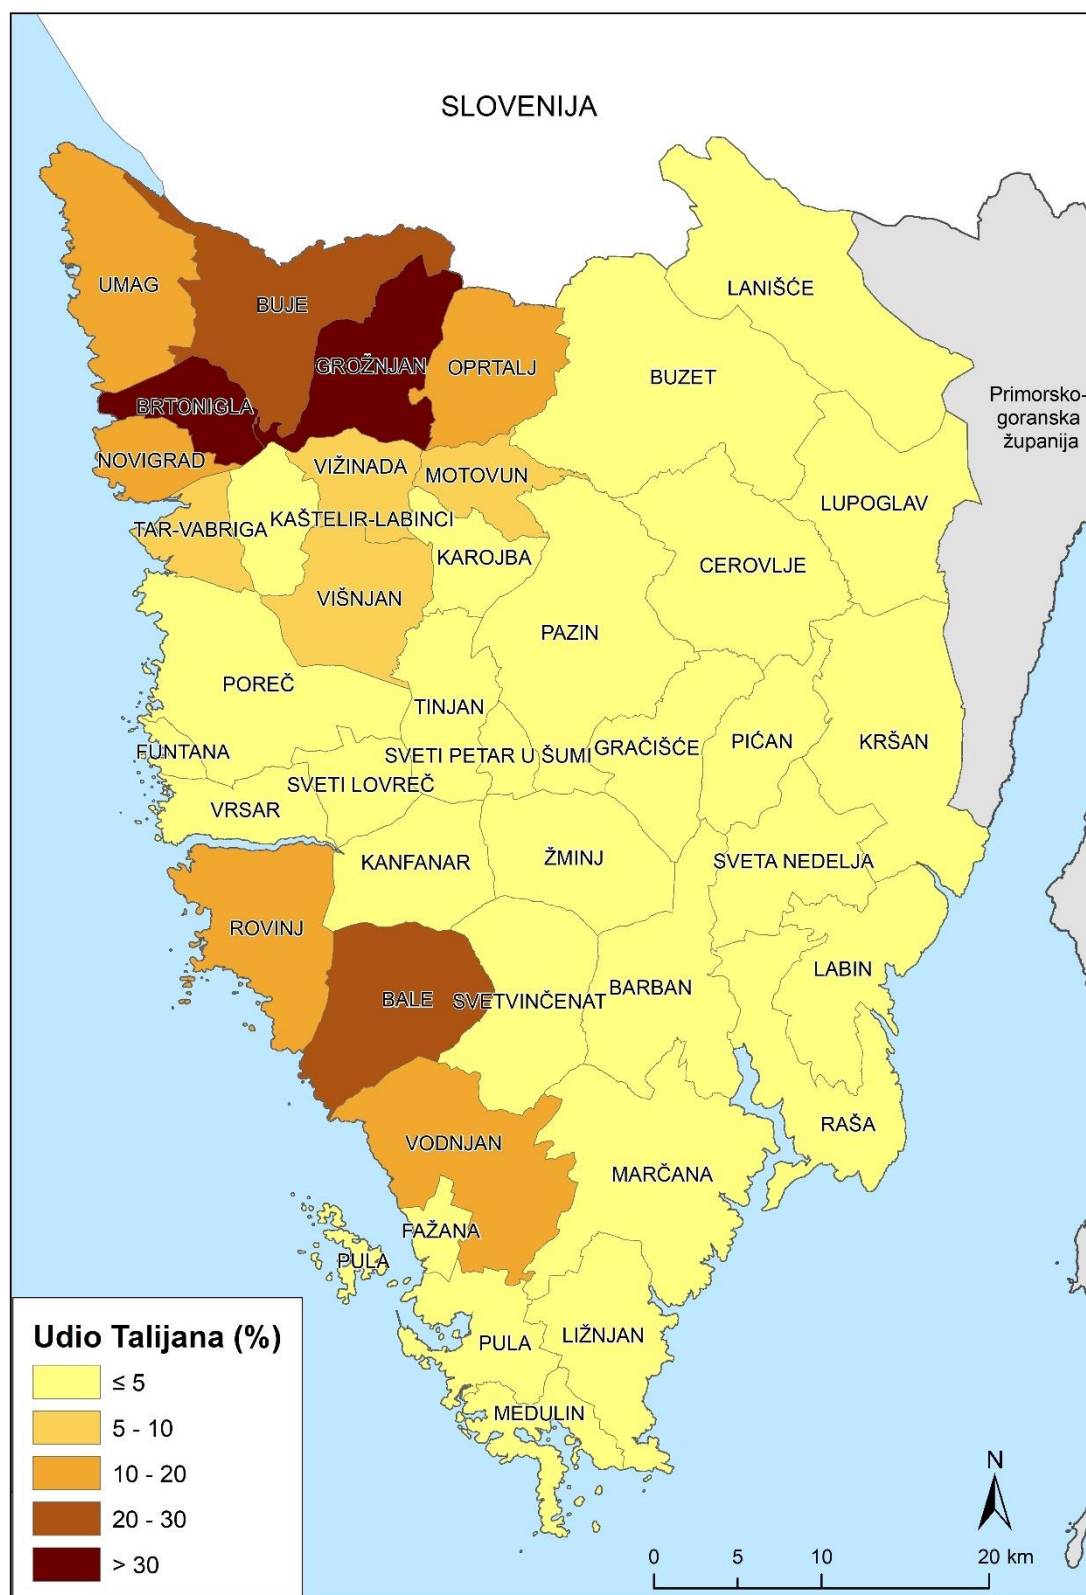 SLOVENIJA
LANIŠĆE
UMAG
BUJE
GROŽNJAN
OPRTALJ
BUZET
Primorsko-
goranska
županija
BRTONIGLA
NOVIGRAD
VIŽINADA
MOTOVUN
LUPOGLAV
TAR-VABRIGA
KAŠTELIR-LABINCI
KAROJBA
CEROVLJE
VIŠNJAN
PAZIN
POREČ
TINJAN
FUNTANA
SVETI PETAR U ŠUMI
GRAČIŠĆE
PIĆAN
KRŠAN
SVETI LOVREČ
VRSAR
KANFANAR
ŽMINJ
SVETA NEDELJA
ROVINJ
LABIN
BALE
SVETVINČENAT
BARBAN
RAŠA
VODNJAN
MARČANA
FAŽANA
PULA
PULA
LIŽNJAN
MEDULIN
Udio Talijana (%)
≤ 5
5 - 10
10 - 20
20 - 30
> 30
N
0 5 10 20 km